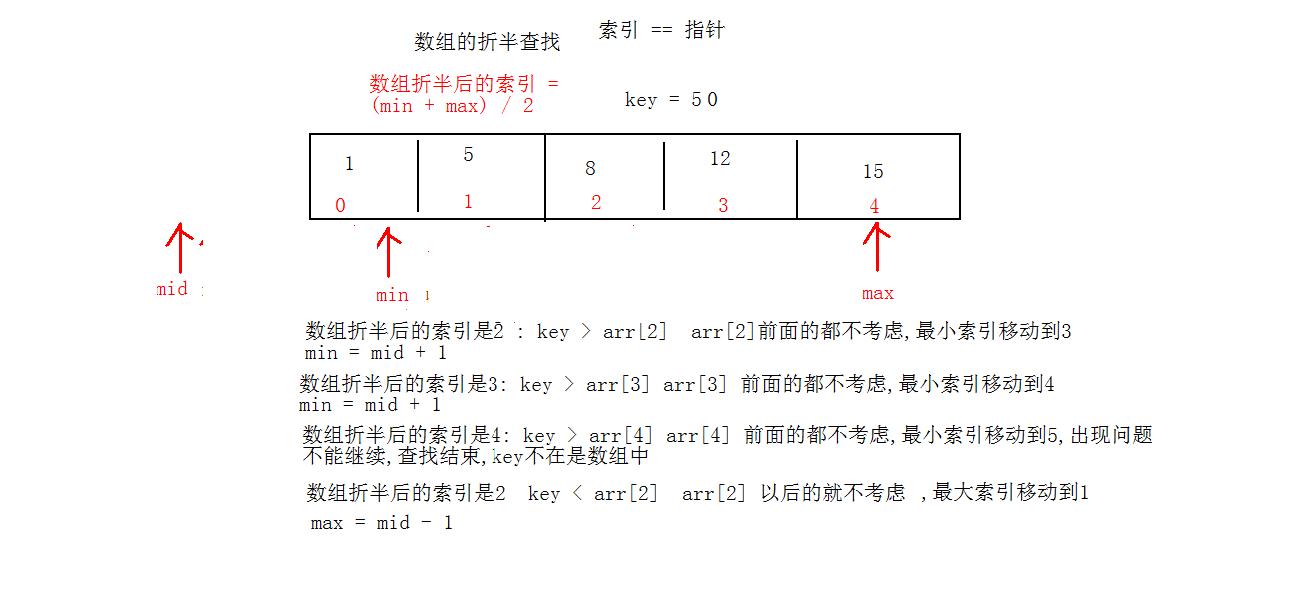 数组的折半查找
索引 == 指针
数组折半后的索引 =
(min + max) / 2
key = 50
1 5 8 12 15
0 1 2 3 4
mid
min
max
数组折半后的索引是2 : key > arr[2] arr[2]前面的都不考虑,最小索引移动到3
min = mid + 1
数组折半后的索引是3: key > arr[3] arr[3] 前面的都不考虑,最小索引移动到4
min = mid + 1
数组折半后的索引是4: key > arr[4] arr[4] 前面的都不考虑,最小索引移动到5,出现问题
不能继续,查找结束,key不在是数组中
数组折半后的索引是2 key < arr[2] arr[2] 以后的就不考虑 ,最大索引移动到1
max = mid - 1